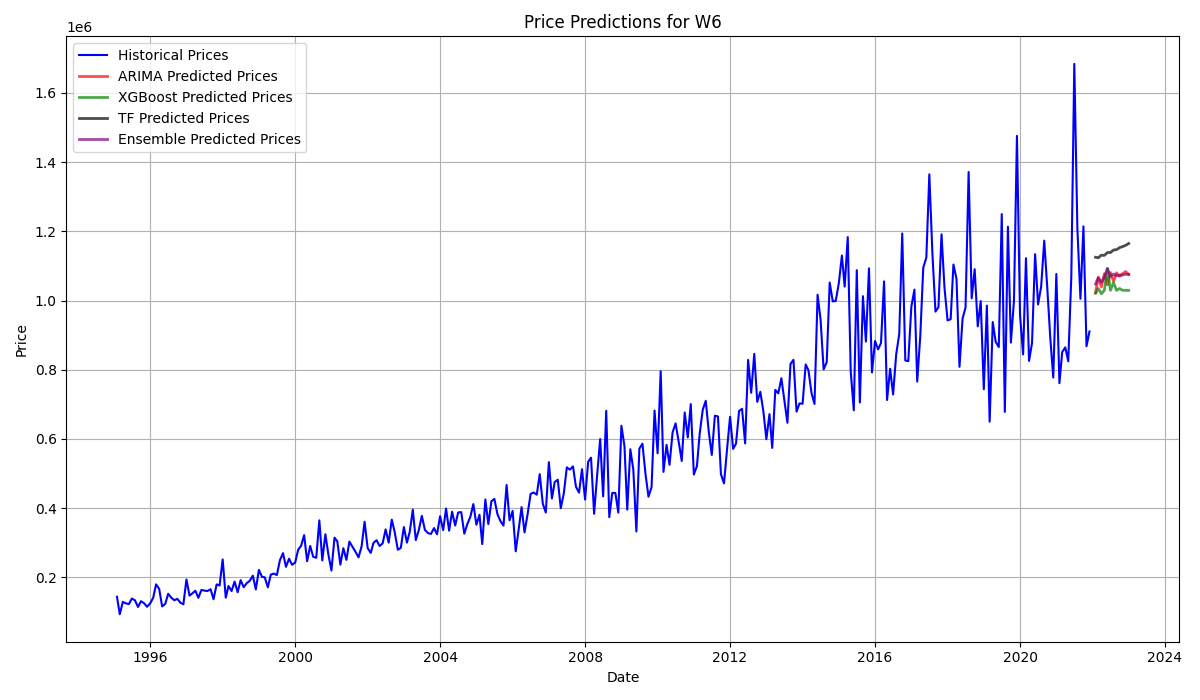 Price Predictions for W6
1e6
Historical Prices
ARIMA Predicted Prices
XGBoost Predicted Prices
TF Predicted Prices
Ensemble Predicted Prices
1.6
1.4
1.2
1.0
0.8
0.6
0.4
0.2
Price
1996 2000 2004 2008 2012 2016 2020 2024
Date